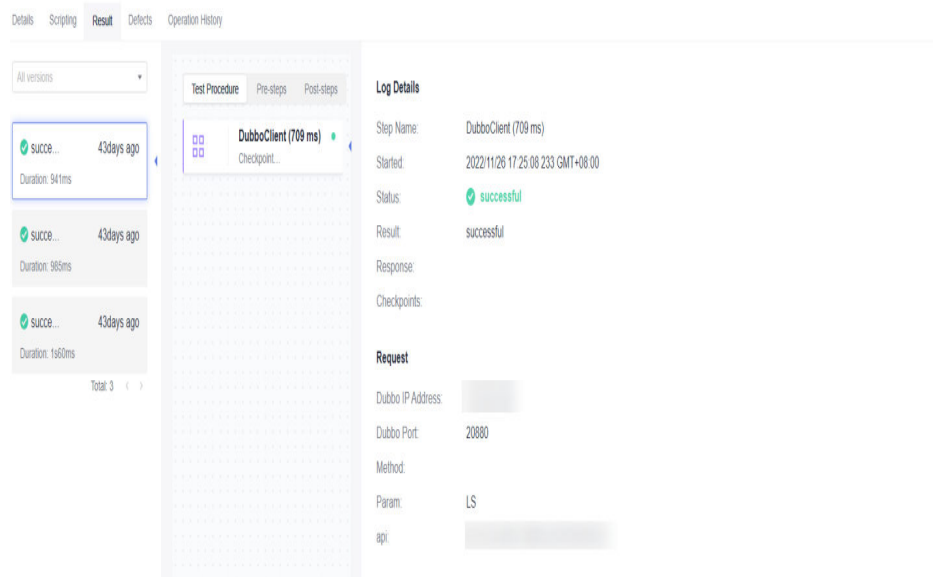 Details Scripting Result Defects Operation History
All versions
succe... 43days ago
Duration: 941ms
succe... 43days ago
Duration: 985ms
succe... 43days ago
Duration: 1s60ms
Total: 3
Test Procedure Pre-steps Post-steps
DubboClient (709 ms)
Checkpoint...
Log Details
Step Name: DubboClient (709 ms)
Started: 2022/11/26 17:25:08 233 GMT+08:00
Status: successful
Result: successful
Response:
Checkpoints:
Request
Dubbo IP Address:
Dubbo Port: 20880
Method:
Param: LS
api: